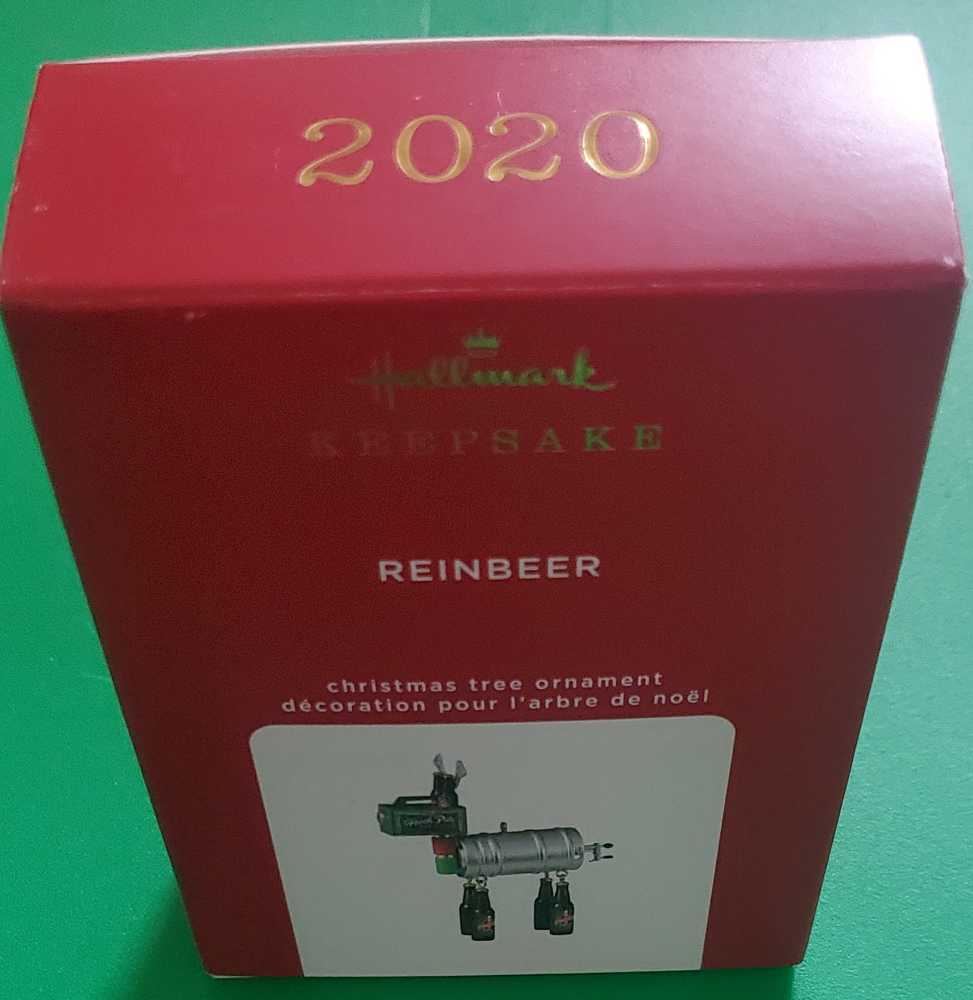 2020
Hallmark
KEEPSAKE
REINBEER
christmas tree ornament
décoration pour l'arbre de noël